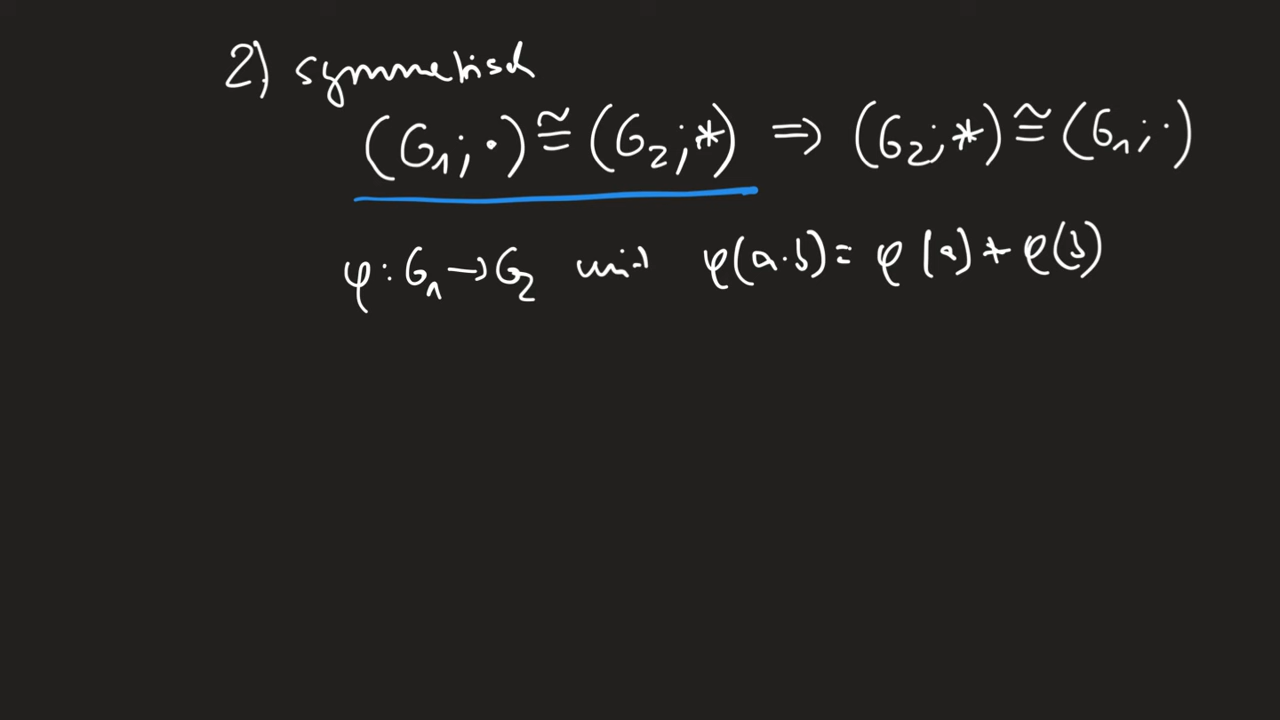 2) symmetrisch
(G₁; ·) ≅ (G₂; *) ⇒ (G₂; *) ≅ (G₁; ·)
φ : G₁ → G₂ mit φ(a·b) = φ(a) * φ(b)